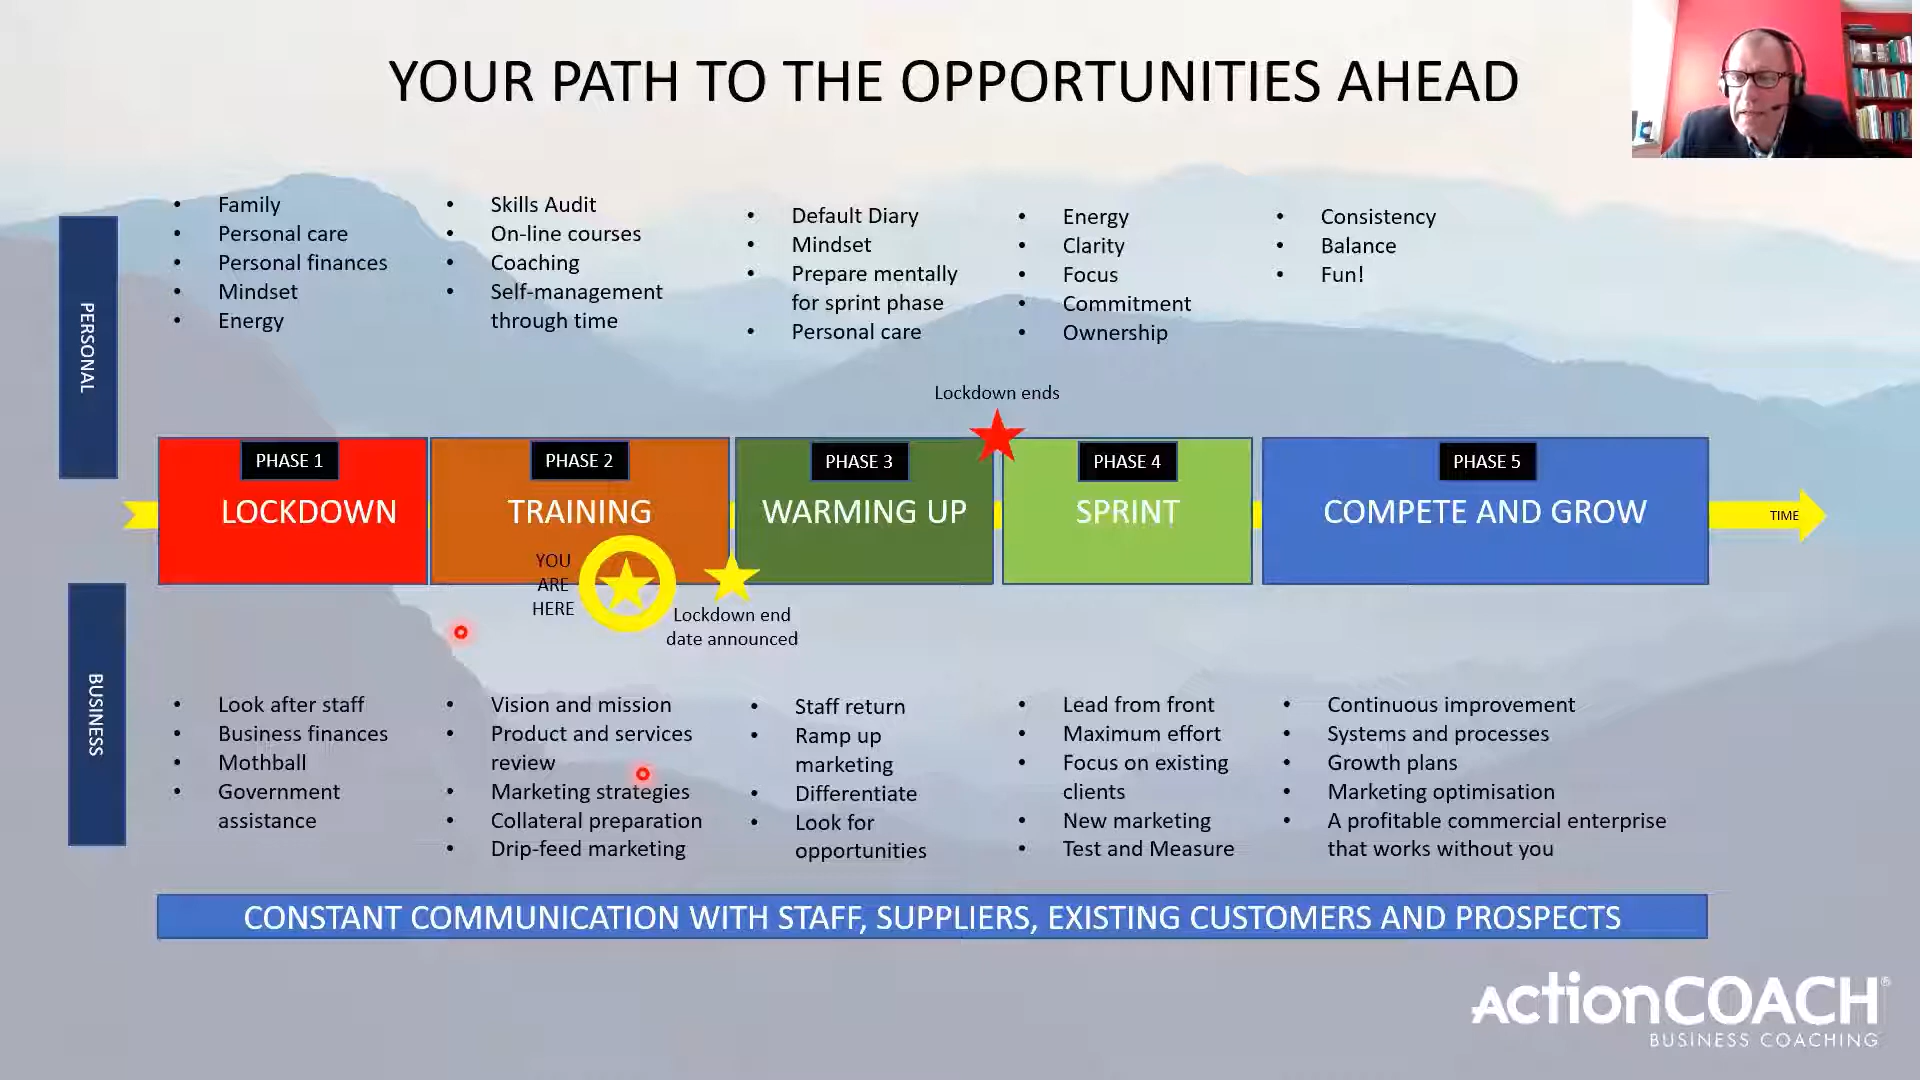 YOUR PATH TO THE OPPORTUNITIES AHEAD
PERSONAL
• Family
• Personal care
• Personal finances
• Mindset
• Energy
• Skills Audit
• On-line courses
• Coaching
• Self-management
through time
• Default Diary
• Mindset
• Prepare mentally
for sprint phase
• Personal care
• Energy
• Clarity
• Focus
• Commitment
• Ownership
• Consistency
• Balance
• Fun!
Lockdown ends
PHASE 1
LOCKDOWN
PHASE 2
TRAINING
PHASE 3
WARMING UP
PHASE 4
SPRINT
PHASE 5
COMPETE AND GROW
TIME
YOU
ARE
HERE
Lockdown end
date announced
BUSINESS
• Look after staff
• Business finances
• Mothball
• Government
assistance
• Vision and mission
• Product and services
review
• Marketing strategies
• Collateral preparation
• Drip-feed marketing
• Staff return
• Ramp up
marketing
• Differentiate
• Look for
opportunities
• Lead from front
• Maximum effort
• Focus on existing
clients
• New marketing
• Test and Measure
• Continuous improvement
• Systems and processes
• Growth plans
• Marketing optimisation
• A profitable commercial enterprise
that works without you
CONSTANT COMMUNICATION WITH STAFF, SUPPLIERS, EXISTING CUSTOMERS AND PROSPECTS
actionCOACH®
BUSINESS COACHING